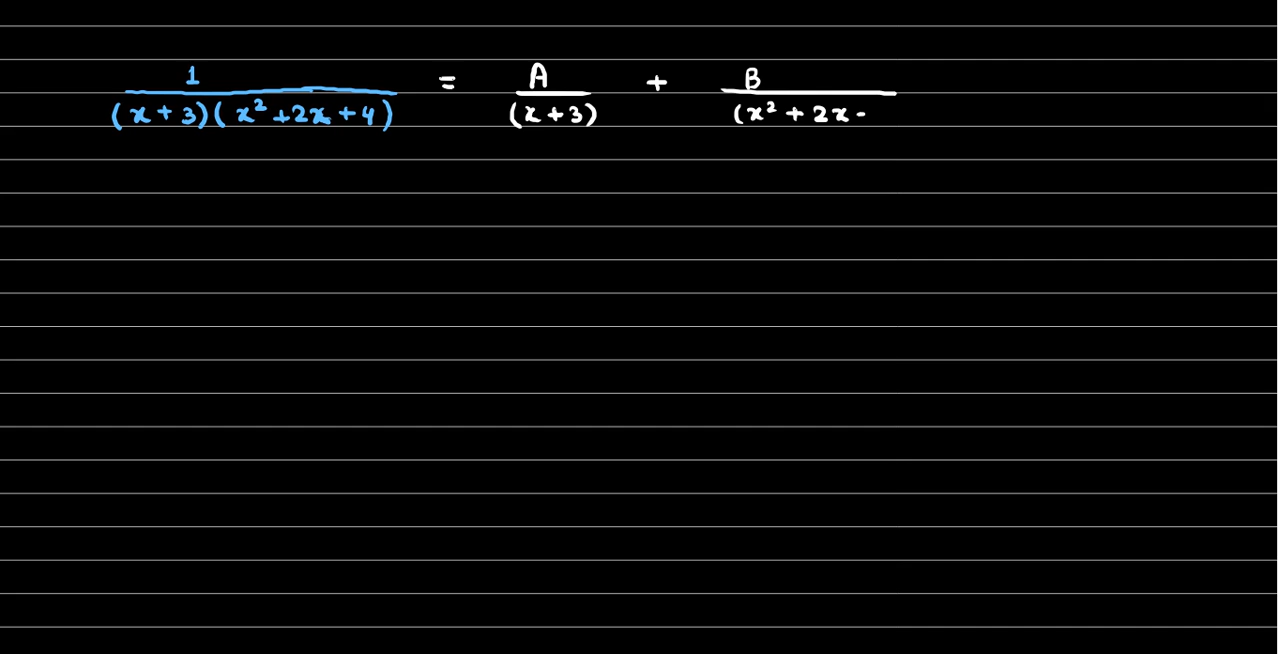 1/((x+3)(x²+2x+4)) = A/(x+3) + B/(x²+2x-